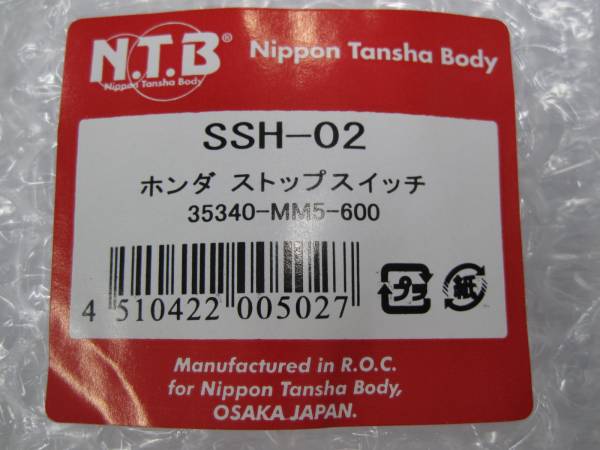 N.T.B®
Nippon Tansha Body
Nippon Tansha Body
SSH-02
ホンダ ストップスイッチ
35340-MM5-600
4 510422 005027
プラ
紙
Manufactured in R.O.C.
for Nippon Tansha Body,
OSAKA JAPAN.